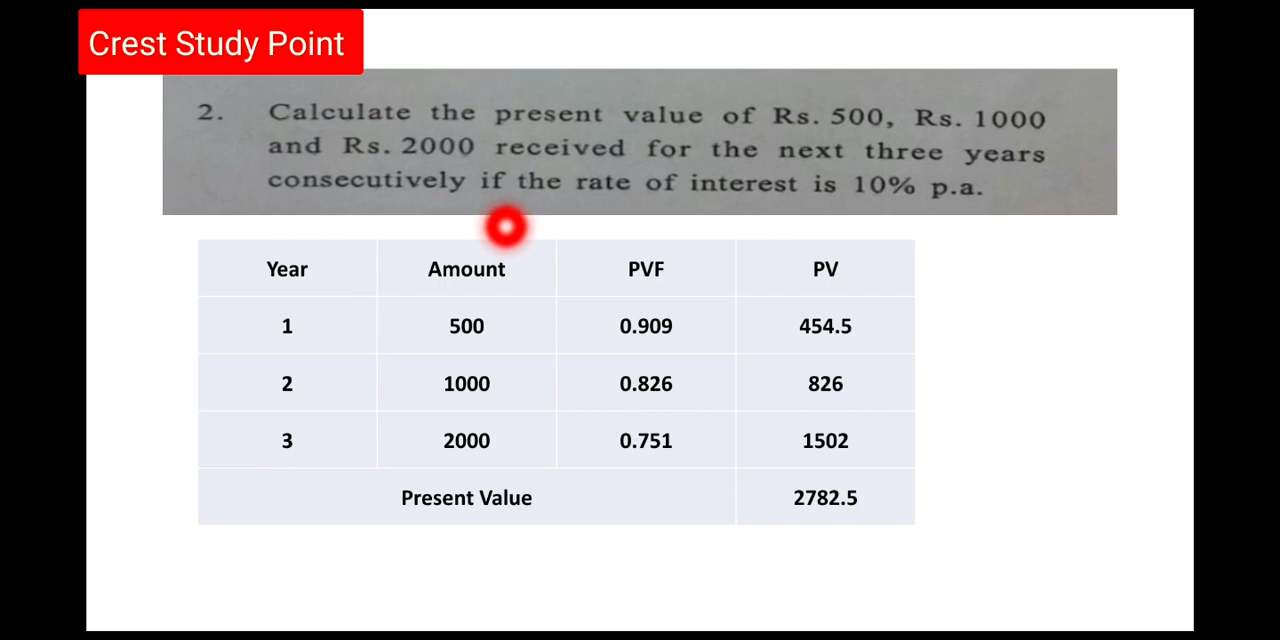 Crest Study Point
2. Calculate the present value of Rs. 500, Rs. 1000
and Rs. 2000 received for the next three years
consecutively if the rate of interest is 10% p.a.
Year Amount PVF PV
1 500 0.909 454.5
2 1000 0.826 826
3 2000 0.751 1502
Present Value 2782.5